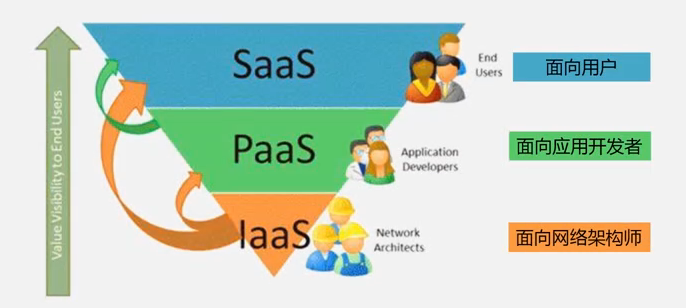 Value Visibility to End Users
SaaS
End
Users
面向用户
PaaS
Application
Developers
面向应用开发者
IaaS
Network
Architects
面向网络架构师